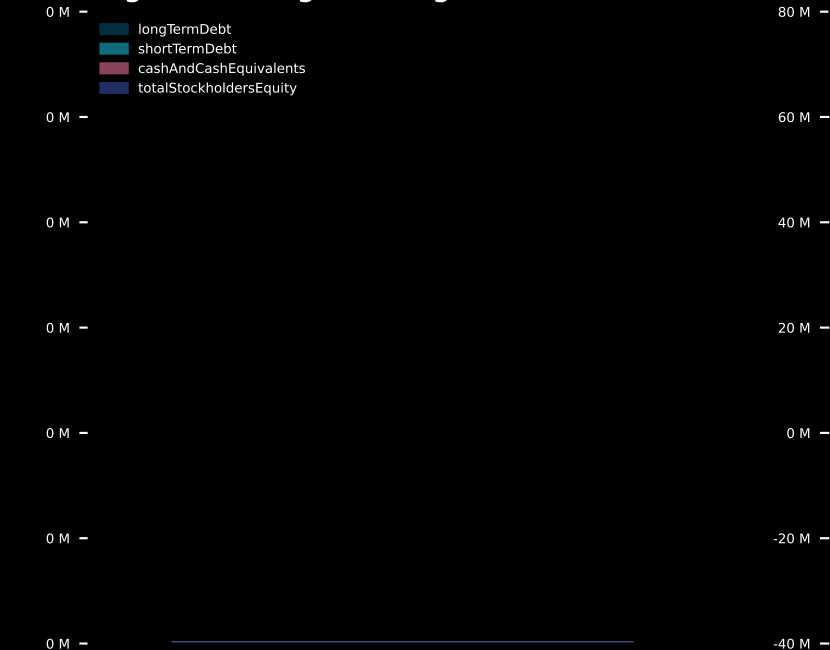 0 M 80 M
longTermDebt
shortTermDebt
cashAndCashEquivalents
totalStockholdersEquity
0 M 60 M
0 M 40 M
0 M 20 M
0 M 0 M
0 M -20 M
0 M -40 M